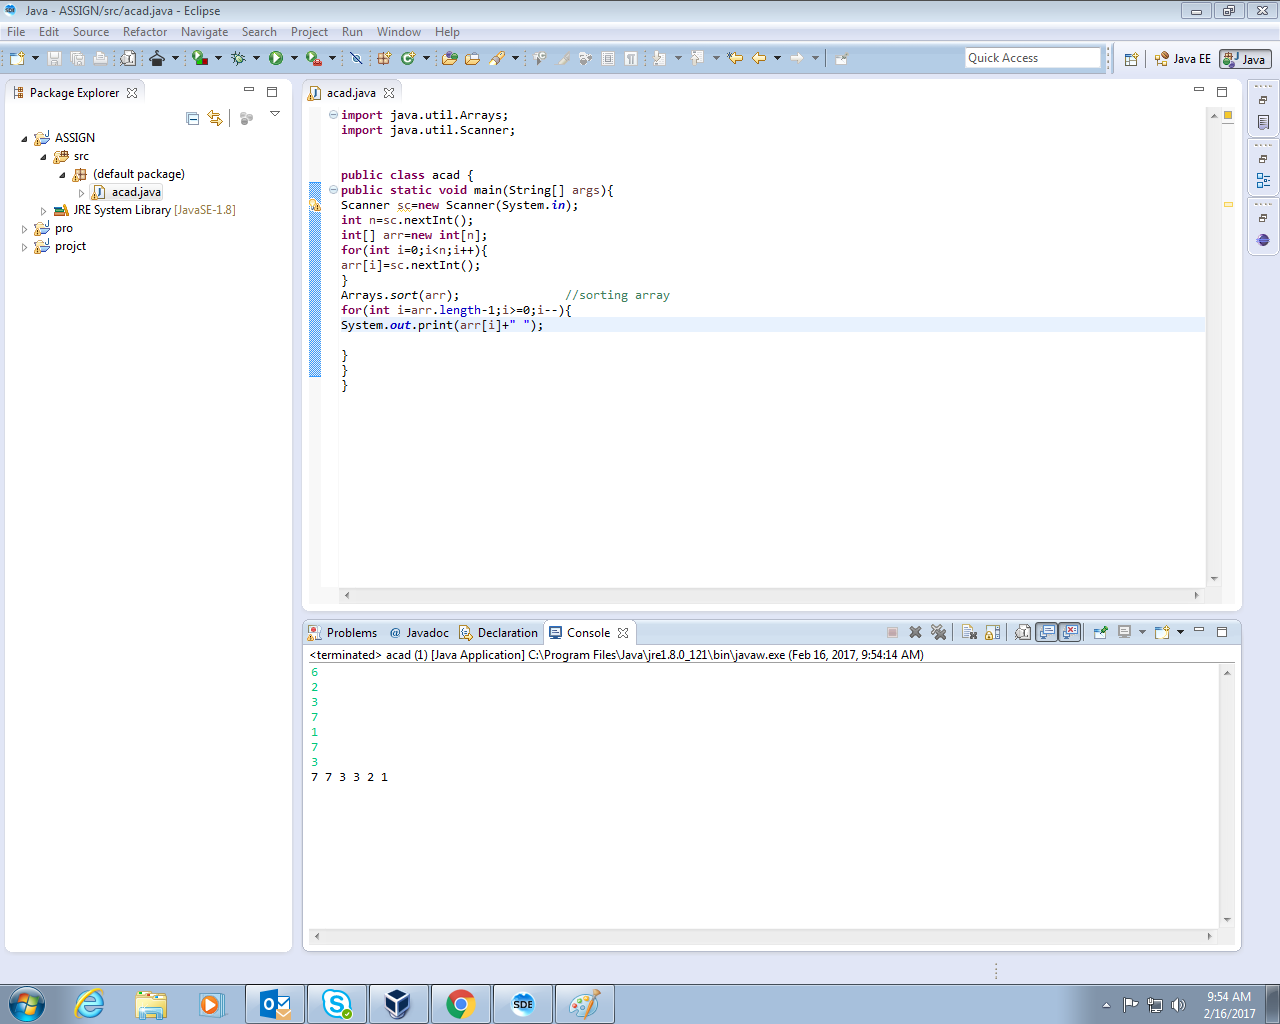 Java - ASSIGN/src/acad.java - Eclipse
File Edit Source Refactor Navigate Search Project Run Window Help
Quick Access
Java EE
Java
Package Explorer
ASSIGN
src
(default package)
acad.java
JRE System Library [JavaSE-1.8]
pro
projct
acad.java
import java.util.Arrays;
import java.util.Scanner;
public class acad {
public static void main(String[] args){
Scanner sc=new Scanner(System.in);
int n=sc.nextInt();
int[] arr=new int[n];
for(int i=0;i<n;i++){
arr[i]=sc.nextInt();
}
Arrays.sort(arr); //sorting array
for(int i=arr.length-1;i>=0;i--){
System.out.print(arr[i]+" ");
}
}
}
Problems @ Javadoc Declaration Console
<terminated> acad (1) [Java Application] C:\Program Files\Java\jre1.8.0_121\bin\javaw.exe (Feb 16, 2017, 9:54:14 AM)
6
2
3
7
1
7
3
7 7 3 3 2 1
SDE
9:54 AM
2/16/2017